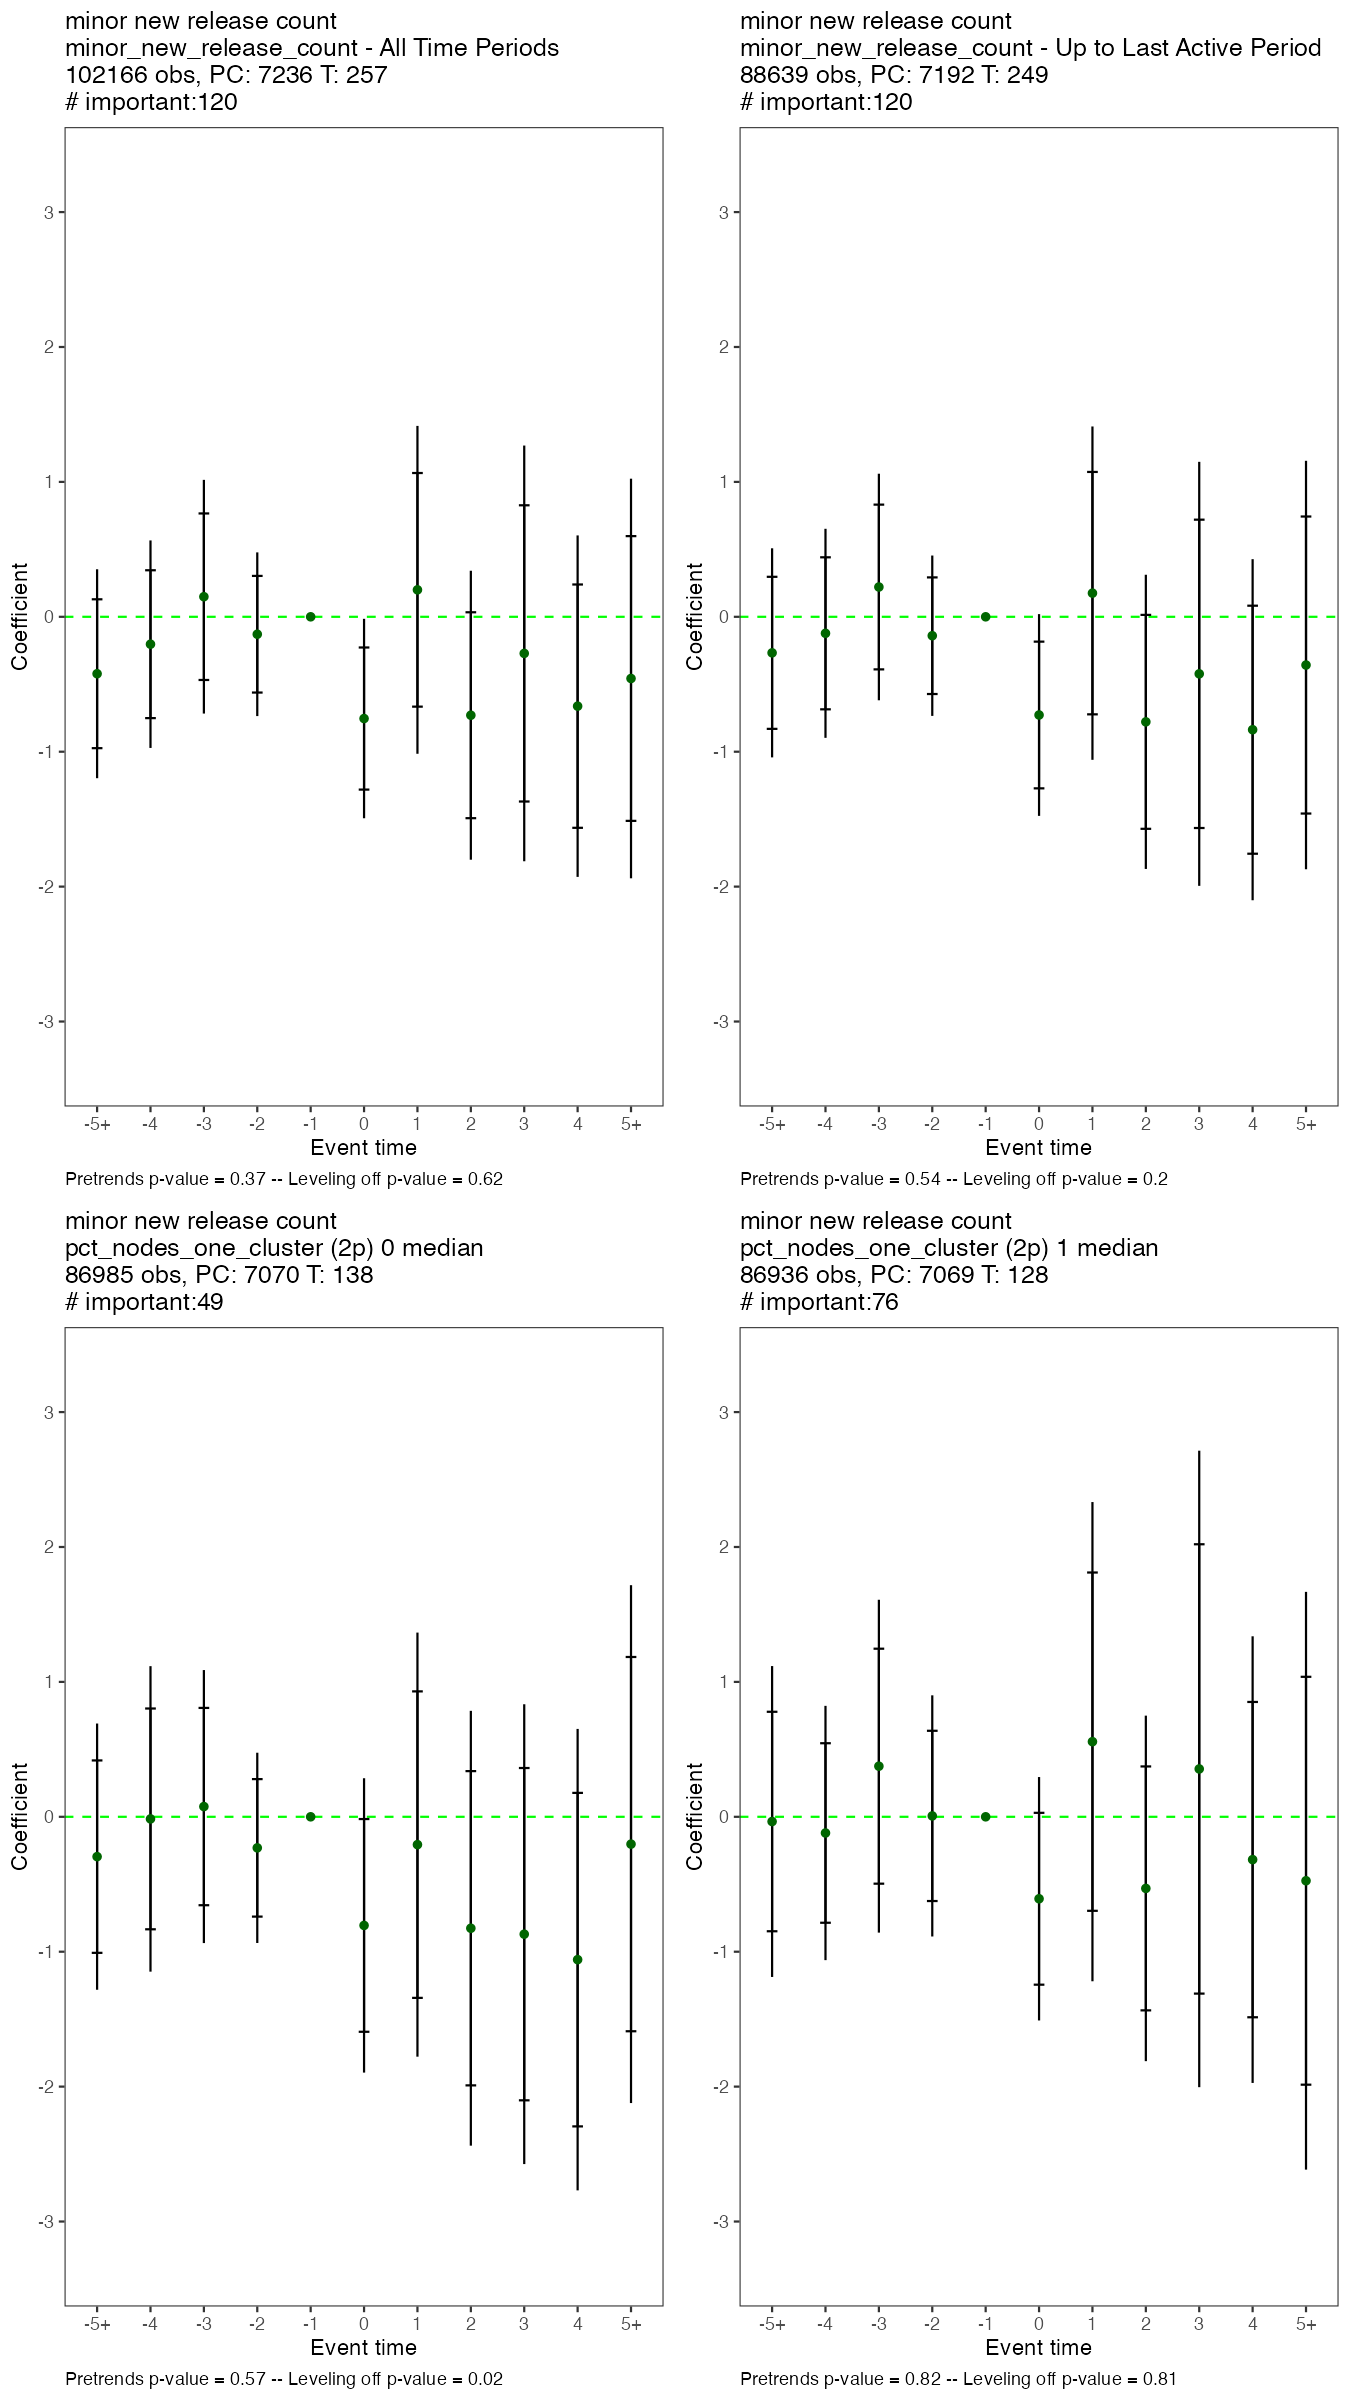 minor new release count
minor_new_release_count - All Time Periods
102166 obs, PC: 7236 T: 257
# important:120
3
2
1
0
-1
-2
-3
Coefficient
-5+ -4 -3 -2 -1 0 1 2 3 4 5+
Event time
Pretrends p-value = 0.37 -- Leveling off p-value = 0.62
minor new release count
minor_new_release_count - Up to Last Active Period
88639 obs, PC: 7192 T: 249
# important:120
3
2
1
0
-1
-2
-3
Coefficient
-5+ -4 -3 -2 -1 0 1 2 3 4 5+
Event time
Pretrends p-value = 0.54 -- Leveling off p-value = 0.2
minor new release count
pct_nodes_one_cluster (2p) 0 median
86985 obs, PC: 7070 T: 138
# important:49
3
2
1
0
-1
-2
-3
Coefficient
-5+ -4 -3 -2 -1 0 1 2 3 4 5+
Event time
Pretrends p-value = 0.57 -- Leveling off p-value = 0.02
minor new release count
pct_nodes_one_cluster (2p) 1 median
86936 obs, PC: 7069 T: 128
# important:76
3
2
1
0
-1
-2
-3
Coefficient
-5+ -4 -3 -2 -1 0 1 2 3 4 5+
Event time
Pretrends p-value = 0.82 -- Leveling off p-value = 0.81